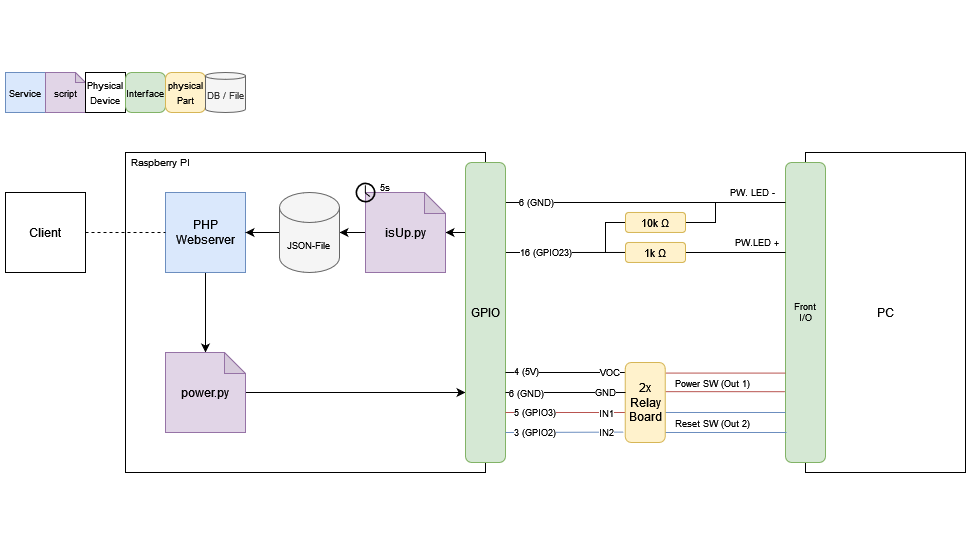 Service
script
Physical
Device
Interface
physical
Part
DB / File
Raspberry PI
Client
PHP
Webserver
JSON-File
5s
isUp.py
power.py
GPIO
6 (GND)
16 (GPIO23)
10k Ω
1k Ω
PW. LED -
PW.LED +
4 (5V)
6 (GND)
5 (GPIO3)
3 (GPIO2)
VOC
GND
IN1
IN2
2x
Relay
Board
Power SW (Out 1)
Reset SW (Out 2)
Front
I/O
PC